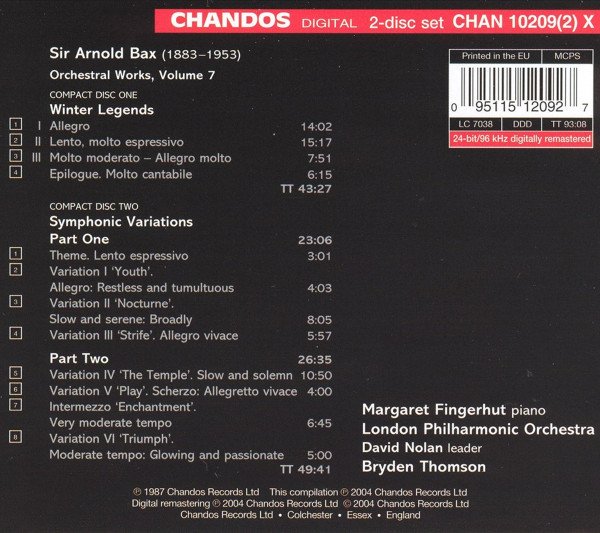 CHANDOS DIGITAL 2-disc set CHAN 10209(2) X
Sir Arnold Bax (1883–1953)
Orchestral Works, Volume 7
Printed in the EU MCPS
0 95115 12092 7
LC 7038 DDD TT 93:08
24-bit/96 kHz digitally remastered
COMPACT DISC ONE
Winter Legends
1 I Allegro 14:02
2 II Lento, molto espressivo 15:17
3 III Molto moderato – Allegro molto 7:51
4 Epilogue. Molto cantabile 6:15
TT 43:27
COMPACT DISC TWO
Symphonic Variations
Part One 23:06
1 Theme. Lento espressivo 3:01
2 Variation I ‘Youth’.
Allegro: Restless and tumultuous 4:03
3 Variation II ‘Nocturne’.
Slow and serene: Broadly 8:05
4 Variation III ‘Strife’. Allegro vivace 5:57
Part Two 26:35
5 Variation IV ‘The Temple’. Slow and solemn 10:50
6 Variation V ‘Play’. Scherzo: Allegretto vivace 4:00
7 Intermezzo ‘Enchantment’.
Very moderate tempo 6:45
8 Variation VI ‘Triumph’.
Moderate tempo: Glowing and passionate 5:00
TT 49:41
Margaret Fingerhut piano
London Philharmonic Orchestra
David Nolan leader
Bryden Thomson
℗ 1987 Chandos Records Ltd This compilation ℗ 2004 Chandos Records Ltd
Digital remastering ℗ 2004 Chandos Records Ltd © 2004 Chandos Records Ltd
Chandos Records Ltd • Colchester • Essex • England